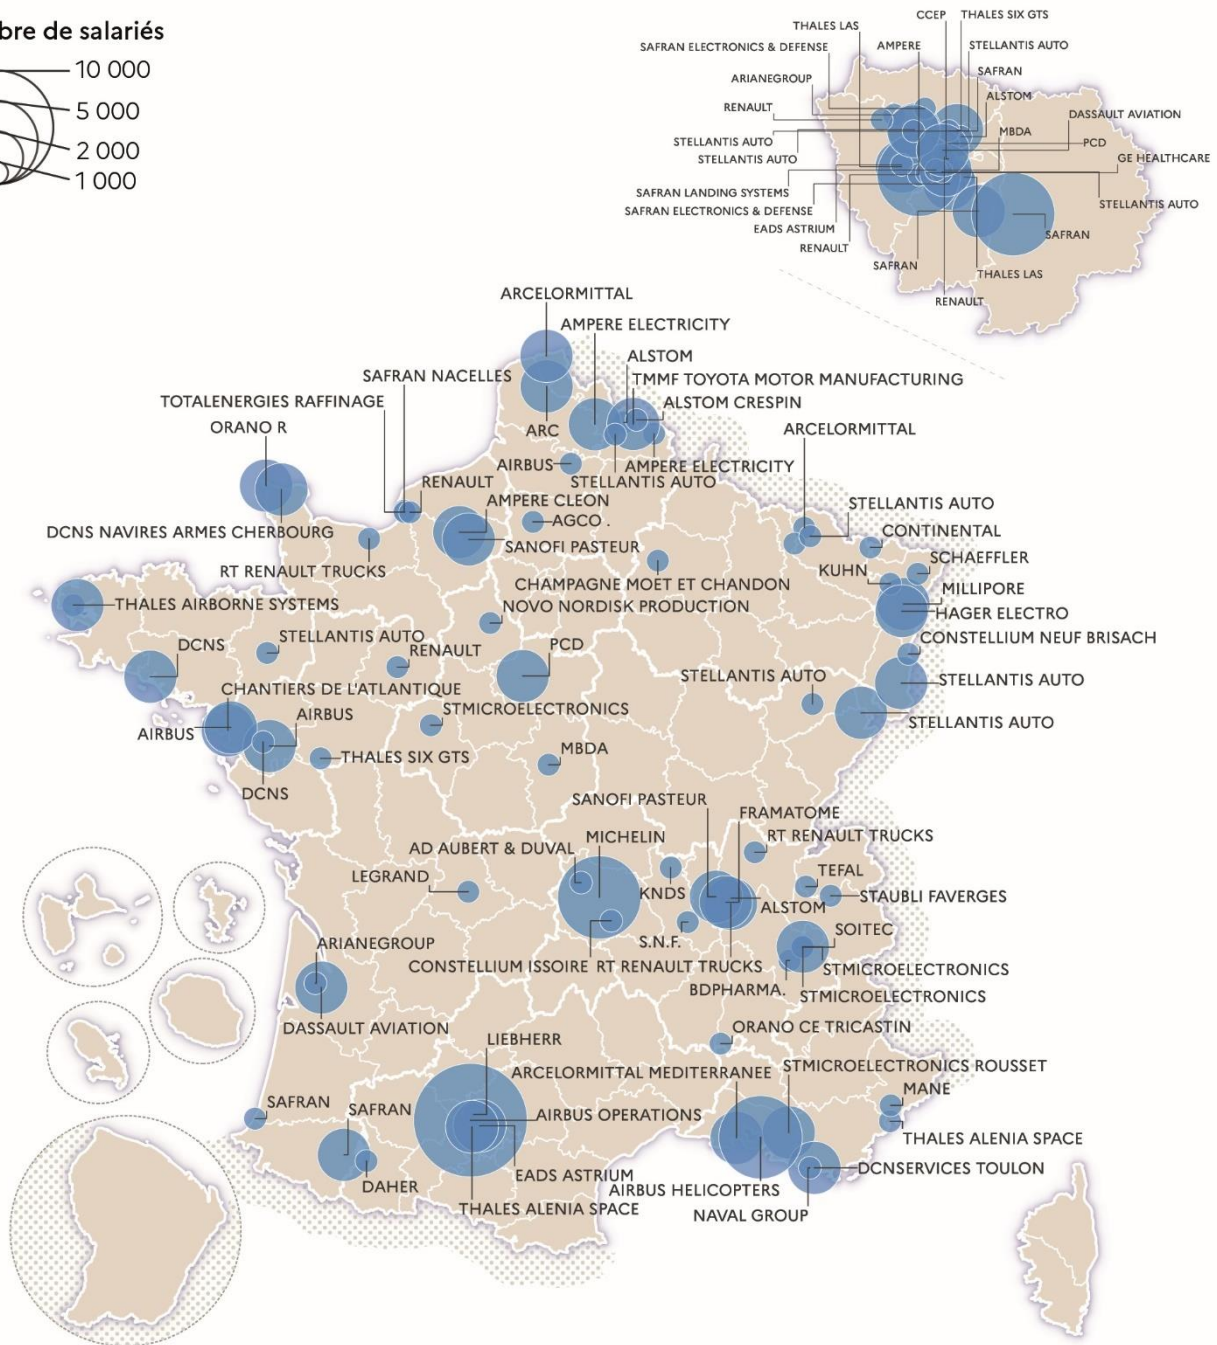 bre de salariés
10 000
5 000
2 000
1 000
CCEP
THALES SIX GTS
THALES LAS
SAFRAN ELECTRONICS & DEFENSE
AMPERE
STELLANTIS AUTO
SAFRAN
ARIANEGROUP
ALSTOM
RENAULT
DASSAULT AVIATION
MBDA
STELLANTIS AUTO
PCD
STELLANTIS AUTO
GE HEALTHCARE
SAFRAN LANDING SYSTEMS
STELLANTIS AUTO
SAFRAN ELECTRONICS & DEFENSE
EADS ASTRIUM
SAFRAN
RENAULT
SAFRAN
THALES LAS
RENAULT
ARCELORMITTAL
AMPERE ELECTRICITY
ALSTOM
SAFRAN NACELLES
TMMF TOYOTA MOTOR MANUFACTURING
TOTALENERGIES RAFFINAGE
ALSTOM CRESPIN
ORANO R
ARC
ARCELORMITTAL
AIRBUS
AMPERE ELECTRICITY
RENAULT
STELLANTIS AUTO
AMPERE CLEON
STELLANTIS AUTO
AGCO .
DCNS NAVIRES ARMES CHERBOURG
CONTINENTAL
SANOFI PASTEUR
SCHAEFFLER
RT RENAULT TRUCKS
KUHN
CHAMPAGNE MOET ET CHANDON
MILLIPORE
THALES AIRBORNE SYSTEMS
NOVO NORDISK PRODUCTION
HAGER ELECTRO
STELLANTIS AUTO
CONSTELLIUM NEUF BRISACH
DCNS
PCD
RENAULT
STELLANTIS AUTO
STELLANTIS AUTO
CHANTIERS DE L'ATLANTIQUE
STMICROELECTRONICS
AIRBUS
STELLANTIS AUTO
AIRBUS
MBDA
THALES SIX GTS
DCNS
SANOFI PASTEUR
FRAMATOME
MICHELIN
RT RENAULT TRUCKS
AD AUBERT & DUVAL
TEFAL
LEGRAND
KNDS
STAUBLI FAVERGES
ALSTOM
SOITEC
ARIANEGROUP
S.N.F.
CONSTELLIUM ISSOIRE
RT RENAULT TRUCKS
STMICROELECTRONICS
BDPHARMA.
STMICROELECTRONICS
DASSAULT AVIATION
ORANO CE TRICASTIN
LIEBHERR
ARCELORMITTAL MEDITERRANEE
STMICROELECTRONICS ROUSSET
MANE
SAFRAN
SAFRAN
AIRBUS OPERATIONS
THALES ALENIA SPACE
DCNSERVICES TOULON
EADS ASTRIUM
DAHER
AIRBUS HELICOPTERS
THALES ALENIA SPACE
NAVAL GROUP